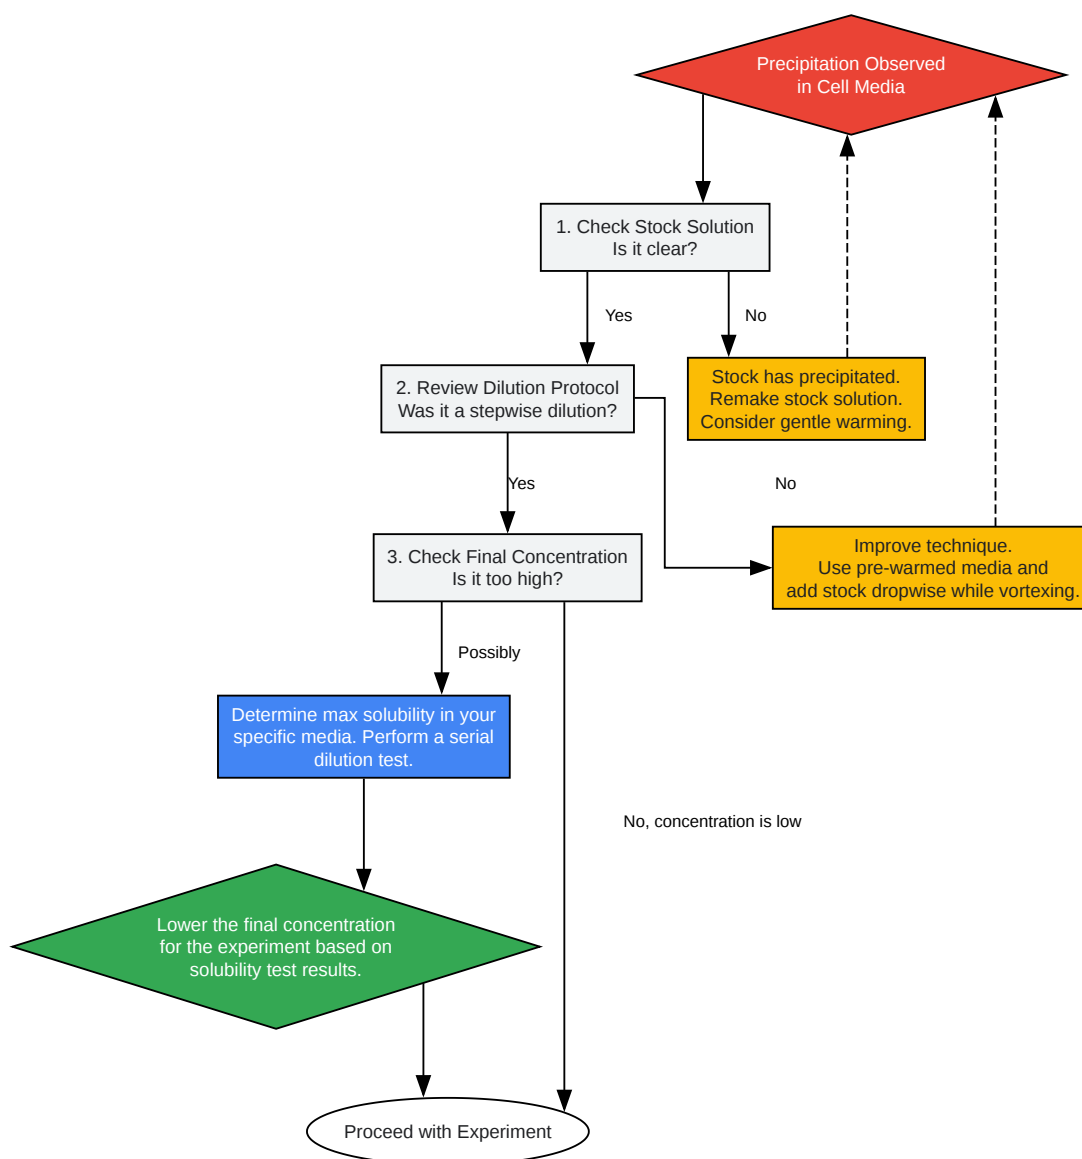 Precipitation Observed
in Cell Media
1. Check Stock Solution
Is it clear?
Yes
No
2. Review Dilution Protocol
Was it a stepwise dilution?
Stock has precipitated.
Remake stock solution.
Consider gentle warming.
Yes
No
3. Check Final Concentration
Is it too high?
Improve technique.
Use pre-warmed media and
add stock dropwise while vortexing.
Possibly
Determine max solubility in your
specific media. Perform a serial
dilution test.
No, concentration is low
Lower the final concentration
for the experiment based on
solubility test results.
Proceed with Experiment